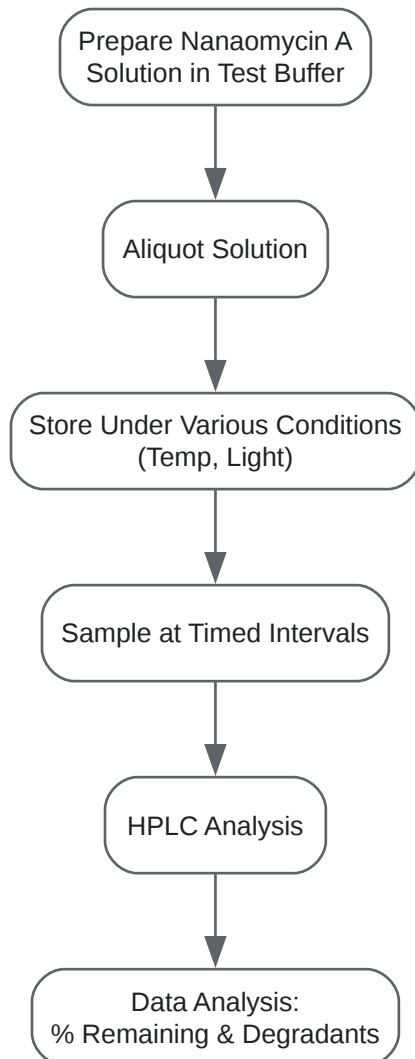 Prepare Nanaomycin A
Solution in Test Buffer
Aliquot Solution
Store Under Various Conditions
(Temp, Light)
Sample at Timed Intervals
HPLC Analysis
Data Analysis:
% Remaining & Degradants